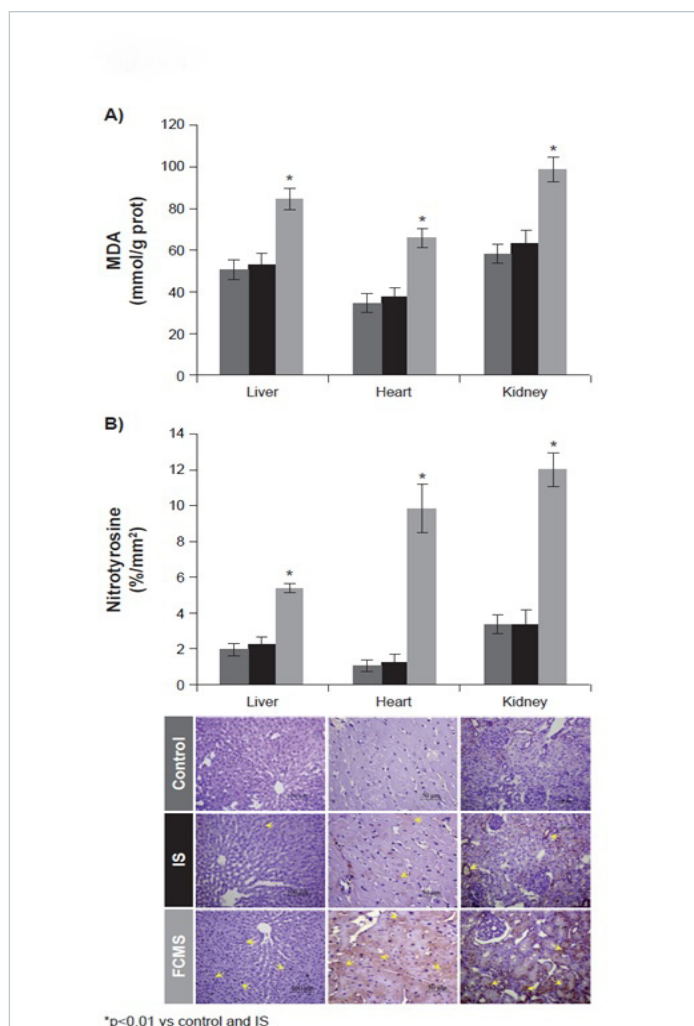 A)
120
100
80
60
40
20
0
MDA
(mmol/g prot)
*
*
*
Liver Heart Kidney
B)
14
12
10
8
6
4
2
0
Nitrotyrosine
(%/mm²)
*
*
*
Liver Heart Kidney
Control
IS
FCMS
*p<0.01 vs control and IS